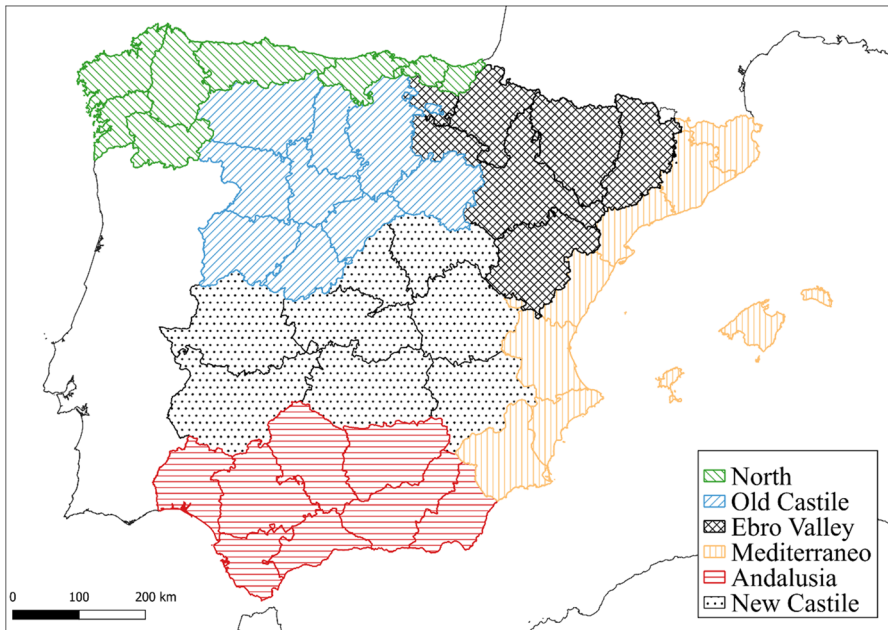 North
Old Castile
Ebro Valley
Mediterraneo
Andalusia
New Castile
0 100 200 km